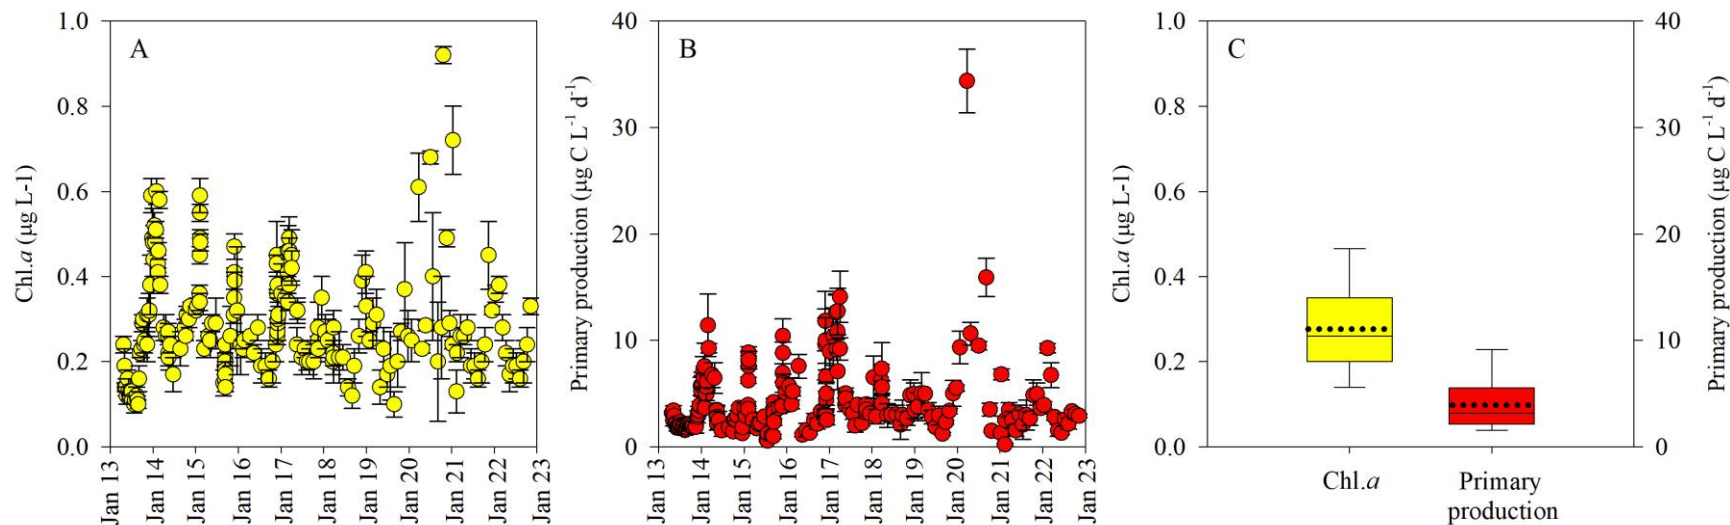 A
Chl.a (µg L-1)
1.0
0.8
0.6
0.4
0.2
0.0
Jan 13
Jan 14
Jan 15
Jan 16
Jan 17
Jan 18
Jan 19
Jan 20
Jan 21
Jan 22
Jan 23
B
Primary production (µg C L⁻¹ d⁻¹)
40
30
20
10
0
Jan 13
Jan 14
Jan 15
Jan 16
Jan 17
Jan 18
Jan 19
Jan 20
Jan 21
Jan 22
Jan 23
C
Chl.a (µg L-1)
1.0
0.8
0.6
0.4
0.2
0.0
Chl.a
Primary
production
40
30
20
10
0
Primary production (µg C L⁻¹ d⁻¹)